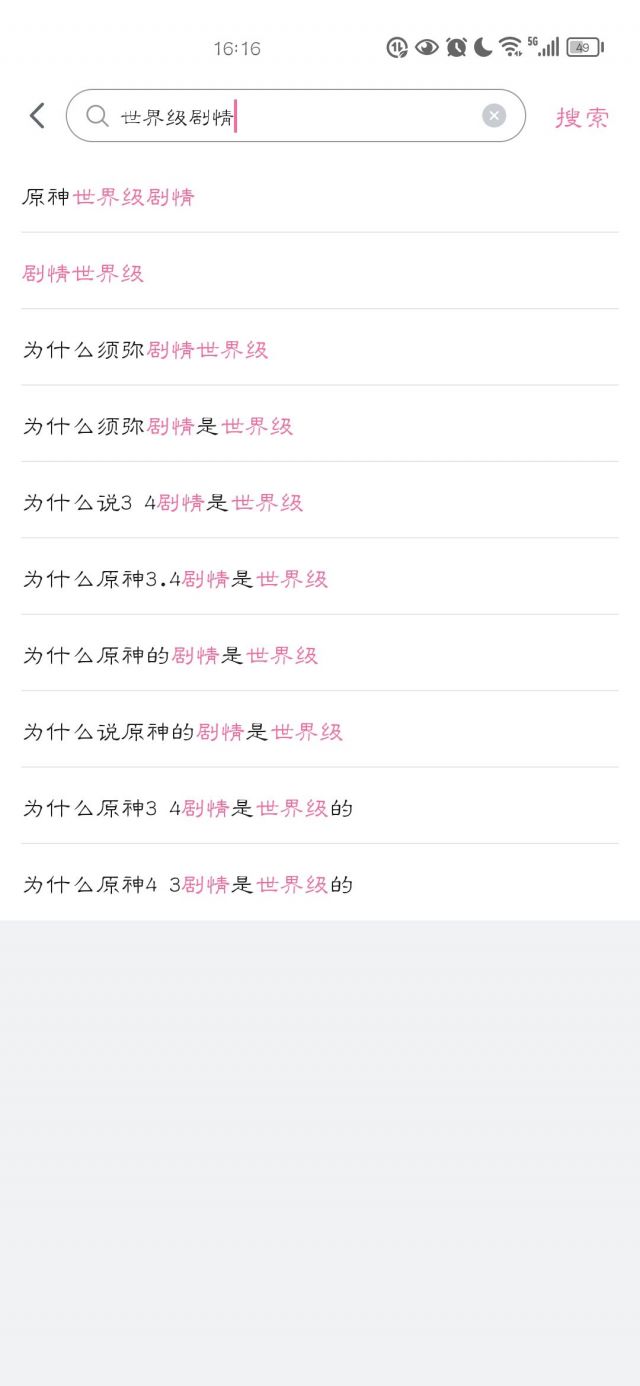 16:16
5G
49
世界级剧情
搜索
原神世界级剧情
剧情世界级
为什么须弥剧情世界级
为什么须弥剧情是世界级
为什么说3 4剧情是世界级
为什么原神3.4剧情是世界级
为什么原神的剧情是世界级
为什么说原神的剧情是世界级
为什么原神3 4剧情是世界级的
为什么原神4 3剧情是世界级的